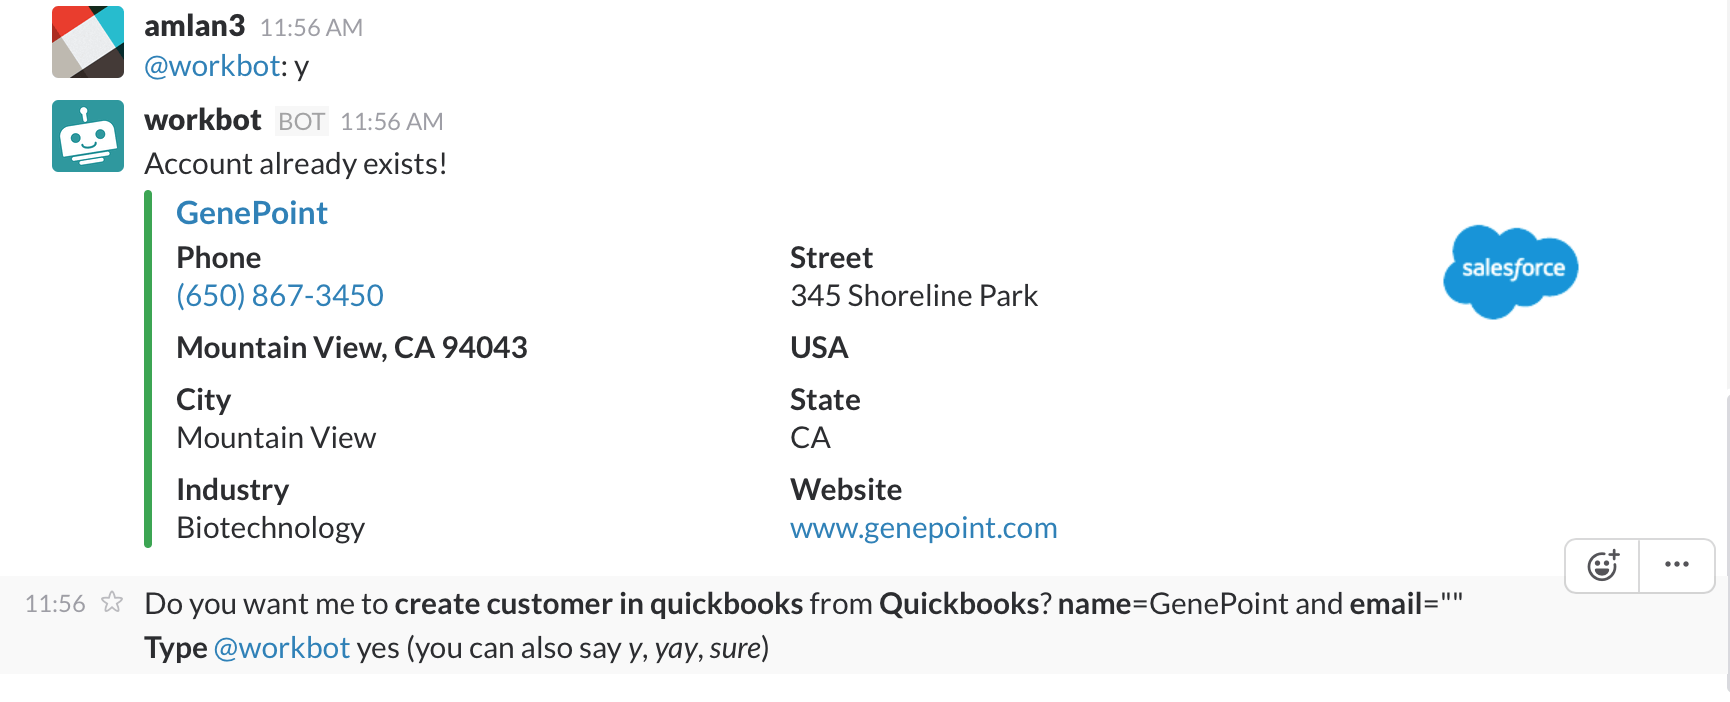 amlan3 11:56 AM
@workbot: y
workbot BOT 11:56 AM
Account already exists!
GenePoint
Phone
(650) 867-3450
Street
345 Shoreline Park
salesforce
Mountain View, CA 94043
USA
City
Mountain View
State
CA
Industry
Biotechnology
Website
www.genepoint.com
11:56 Do you want me to create customer in quickbooks from Quickbooks? name=GenePoint and email=""
Type @workbot yes (you can also say y, yay, sure)